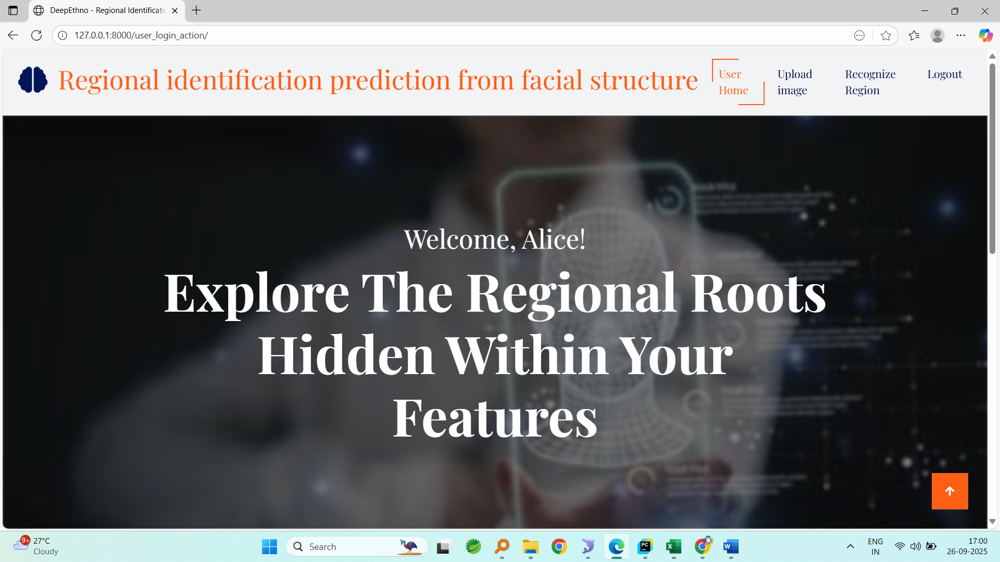 DeepEthno - Regional Identificatic
127.0.0.1:8000/user_login_action/
Regional identification prediction from facial structure
User Home
Upload image
Recognize Region
Logout
Welcome, Alice!
Explore The Regional Roots
Hidden Within Your
Features
9+
27°C
Cloudy
Search
PC
ENG
IN
17:00
26-09-2025